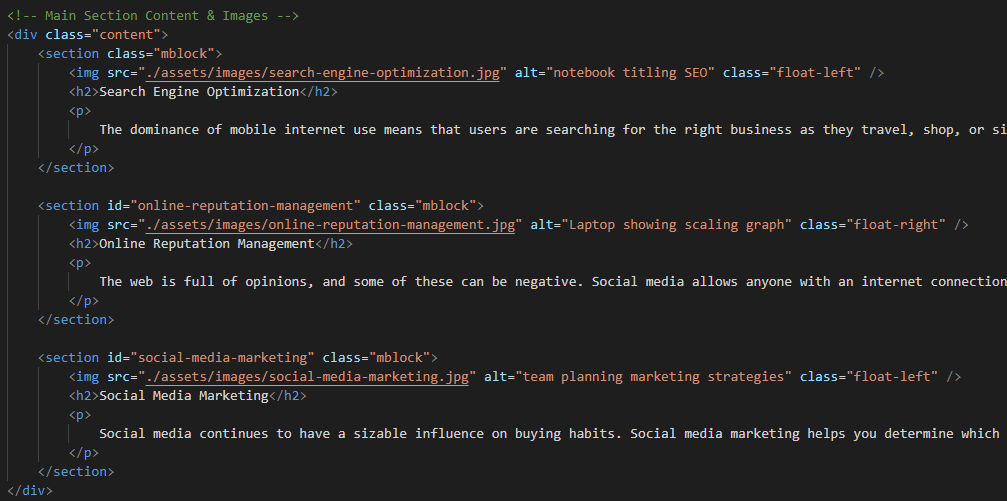 <!-- Main Section Content & Images -->
<div class="content">
<section class="mblock">
<img src="./assets/images/search-engine-optimization.jpg" alt="notebook titling SEO" class="float-left" />
<h2>Search Engine Optimization</h2>
<p>
The dominance of mobile internet use means that users are searching for the right business as they travel, shop, or si
</p>
</section>
<section id="online-reputation-management" class="mblock">
<img src="./assets/images/online-reputation-management.jpg" alt="Laptop showing scaling graph" class="float-right" />
<h2>Online Reputation Management</h2>
<p>
The web is full of opinions, and some of these can be negative. Social media allows anyone with an internet connection
</p>
</section>
<section id="social-media-marketing" class="mblock">
<img src="./assets/images/social-media-marketing.jpg" alt="team planning marketing strategies" class="float-left" />
<h2>Social Media Marketing</h2>
<p>
Social media continues to have a sizable influence on buying habits. Social media marketing helps you determine which
</p>
</section>
</div>